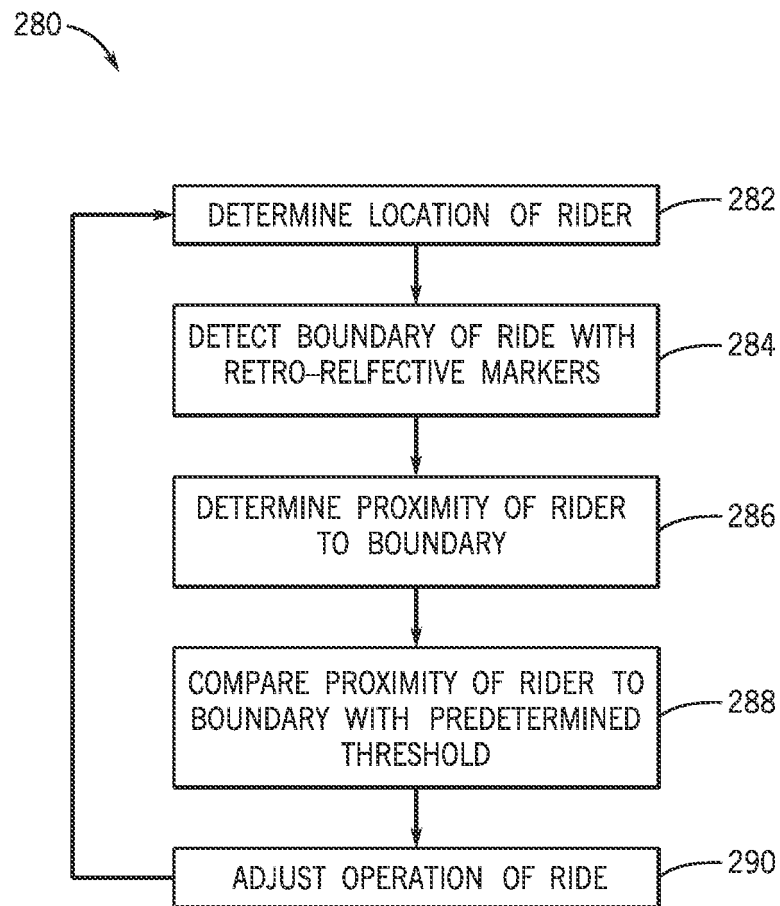 280
DETERMINE LOCATION OF RIDER
282
DETECT BOUNDARY OF RIDE WITH
RETRO-RELFECTIVE MARKERS
284
DETERMINE PROXIMITY OF RIDER
TO BOUNDARY
286
COMPARE PROXIMITY OF RIDER TO
BOUNDARY WITH PREDETERMINED
THRESHOLD
288
ADJUST OPERATION OF RIDE
290